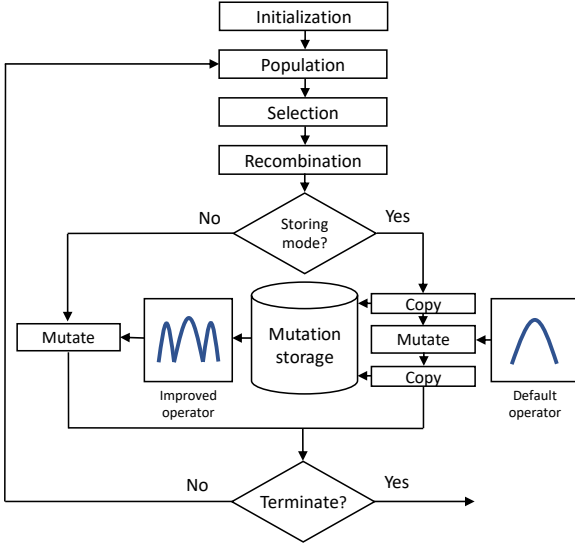 Initialization
Population
Selection
Recombination
No
Storing
mode?
Yes
Copy
Mutate
Mutation
storage
Mutate
Copy
Improved
operator
Default
operator
No
Terminate?
Yes